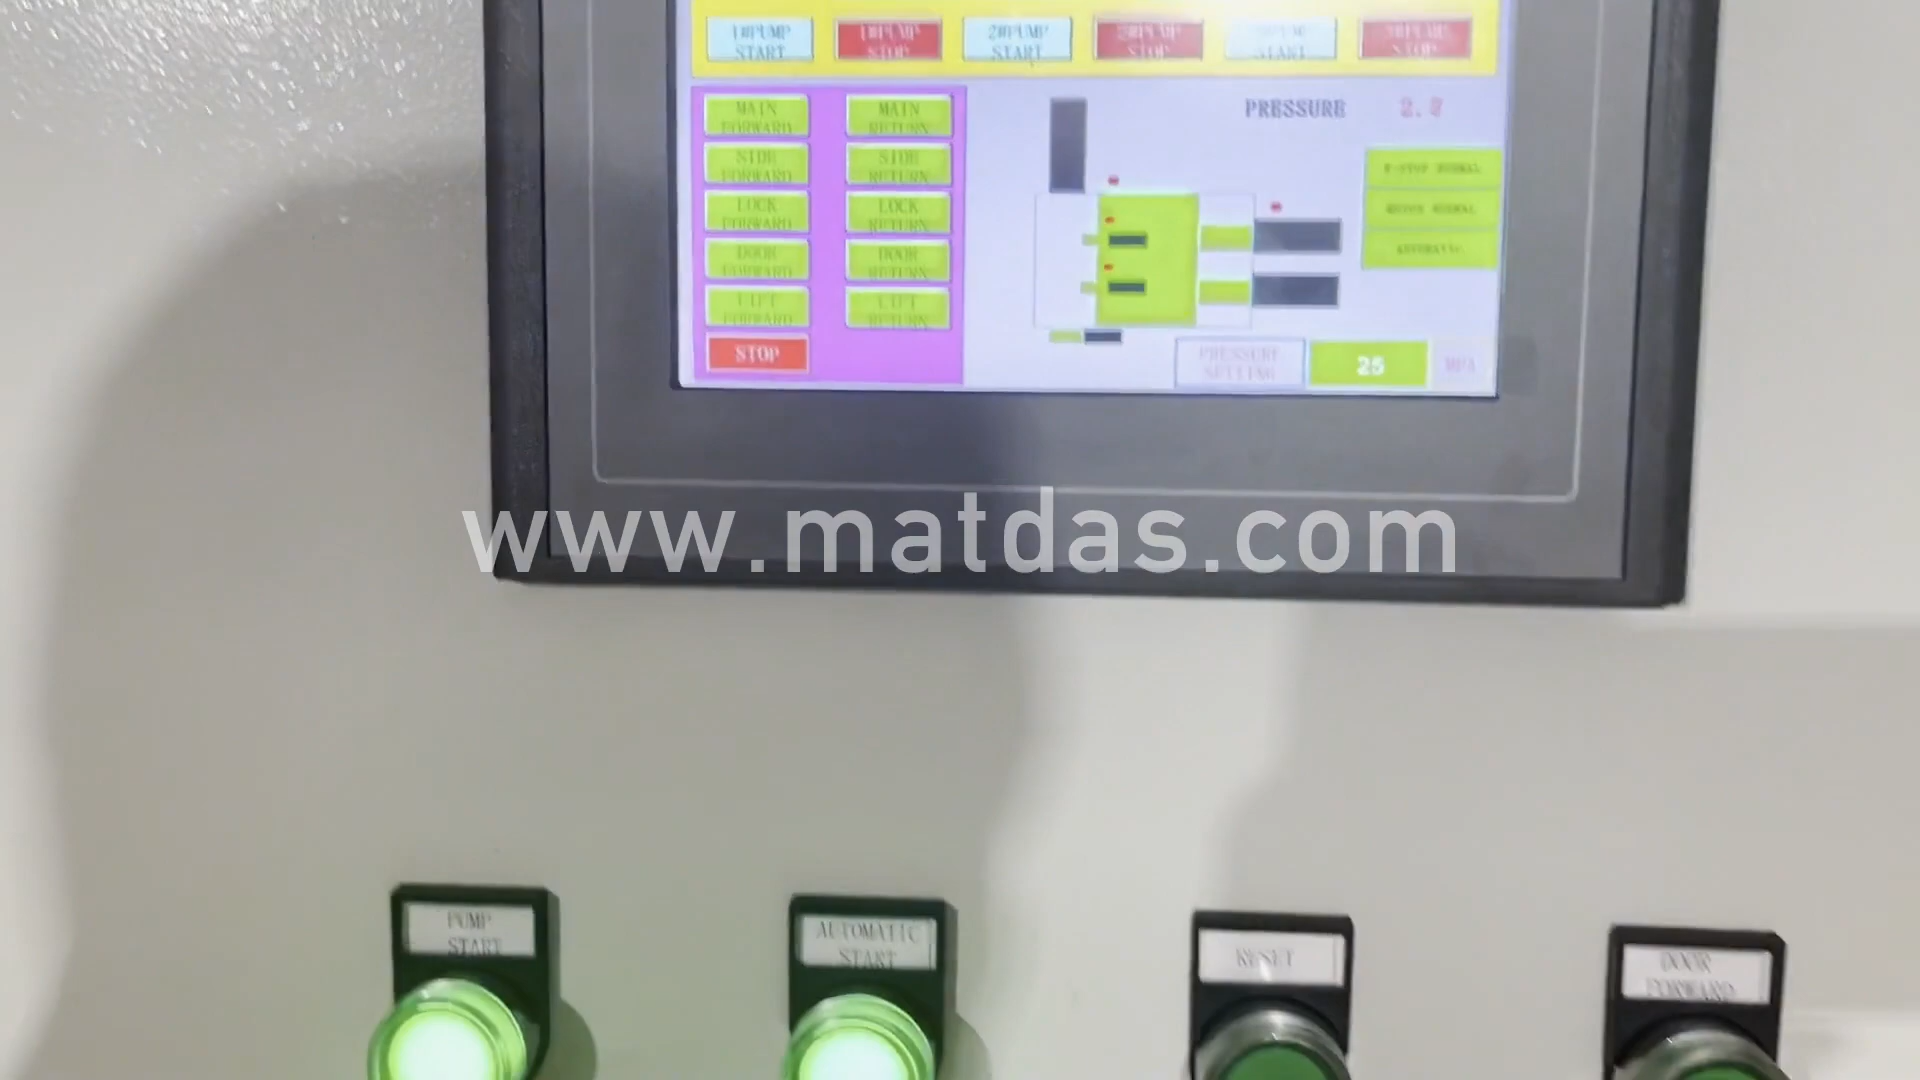 1#PUMP 1#PUMP 2#PUMP 2#PUMP 3#PUMP 3#PUMP
START STOP START STOP START STOP
MAIN MAIN
FORWARD RETURN
SIDE SIDE
FORWARD RETURN
LOCK LOCK
FORWARD RETURN
DOOR DOOR
FORWARD RETURN
LIFT LIFT
FORWARD RETURN
STOP
PRESSURE
E-STOP NORMAL
MOTOR NORMAL
AUTOMATIC
PRESSURE
SETTING
25 MPA
www.matdas.com
PUMP
START
AUTOMATIC
START
RESET
DOOR
FORWARD